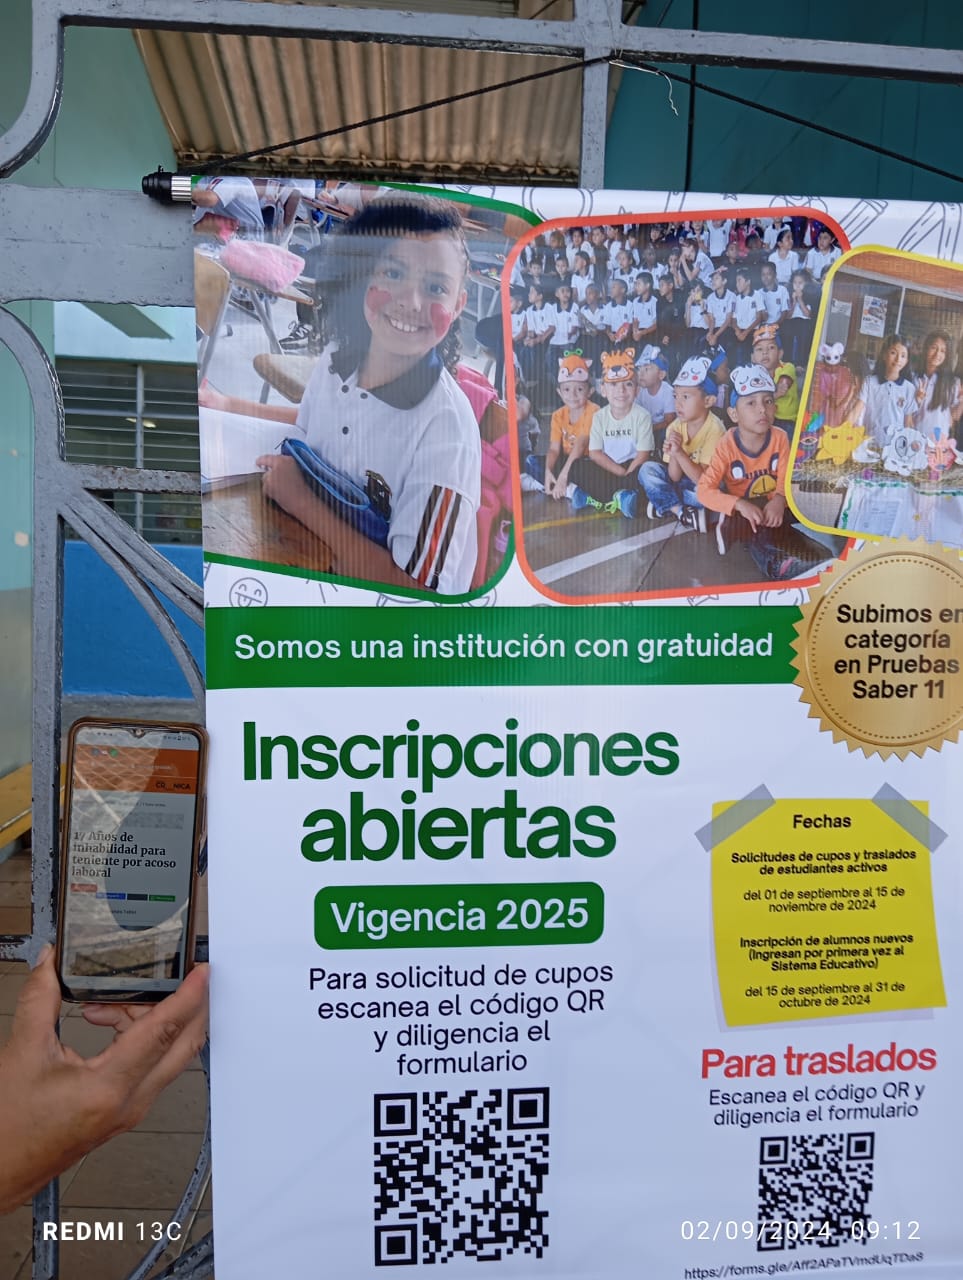 LUXXE
Somos una institución con gratuidad
Subimos en
categoría
en Pruebas
Saber 11
Inscripciones
abiertas
Vigencia 2025
Para solicitud de cupos
escanea el código QR
y diligencia el
formulario
Fechas
Solicitudes de cupos y traslados
de estudiantes activos
del 01 de septiembre al 15 de
noviembre de 2024
Inscripción de alumnos nuevos
(Ingresan por primera vez al
Sistema Educativo)
del 15 de septiembre al 31 de
octubre de 2024
Para traslados
Escanea el código QR y
diligencia el formulario
https://forms.gle/Aff2APaTVmdUqTDa8
17 Años de
inhabilidad para
teniente por acoso
laboral
REDMI 13C
02/09/2024 09:12